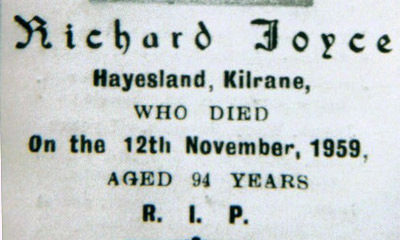 Richard Joyce
Hayesland, Kilrane,
WHO DIED
On the 12th November, 1959,
AGED 94 YEARS
R. I. P.